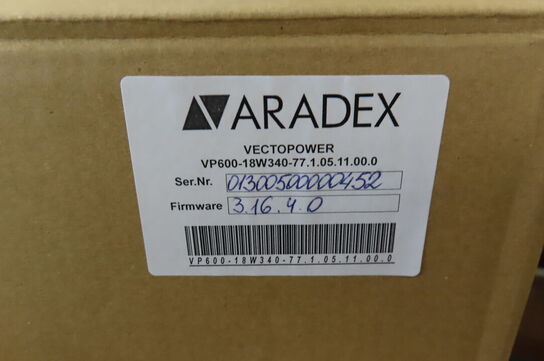 ARADEX
VECTOPOWER
VP600-18W340-77.1.05.11.00.0
Ser.Nr. 01300500000452
Firmware 3.16.4.0
VP600-18W340-77.1.05.11.00.0